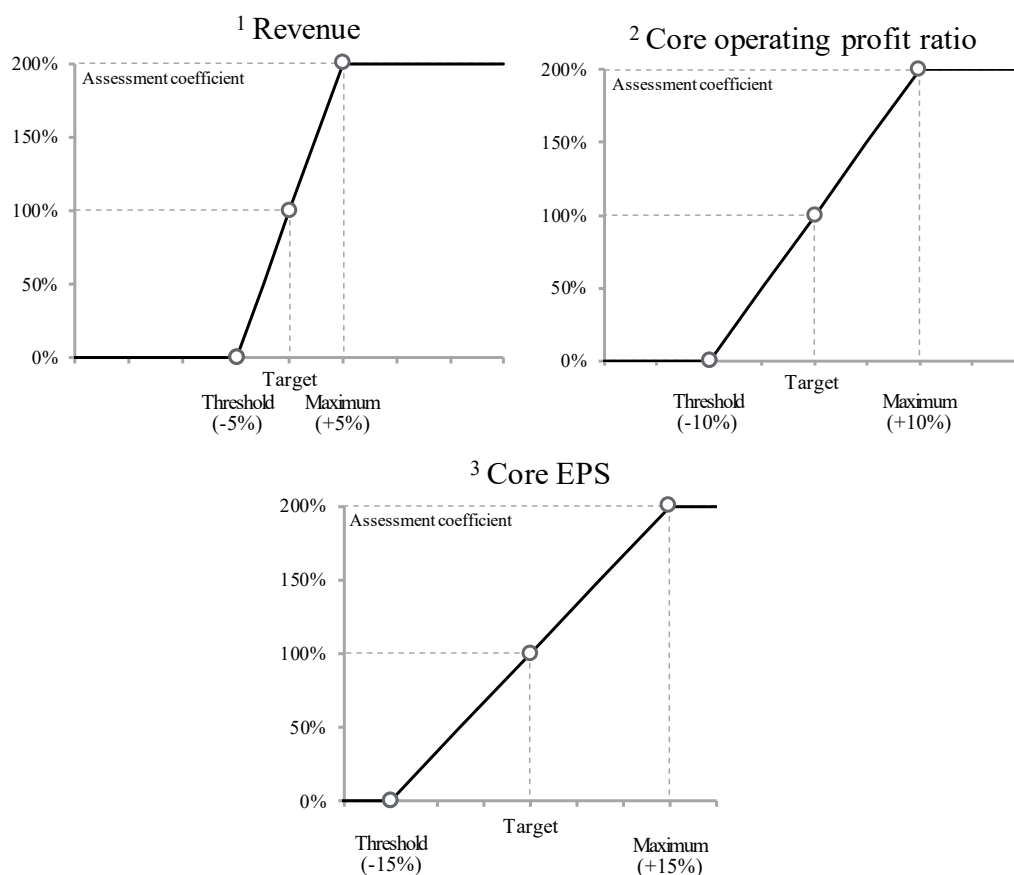 1 Revenue
200%
Assessment coefficient
150%
100%
50%
0%
Target
Threshold Maximum
(-5%) (+5%)
2 Core operating profit ratio
200%
Assessment coefficient
150%
100%
50%
0%
Target
Threshold Maximum
(-10%) (+10%)
3 Core EPS
200%
Assessment coefficient
150%
100%
50%
0%
Target
Threshold Maximum
(-15%) (+15%)